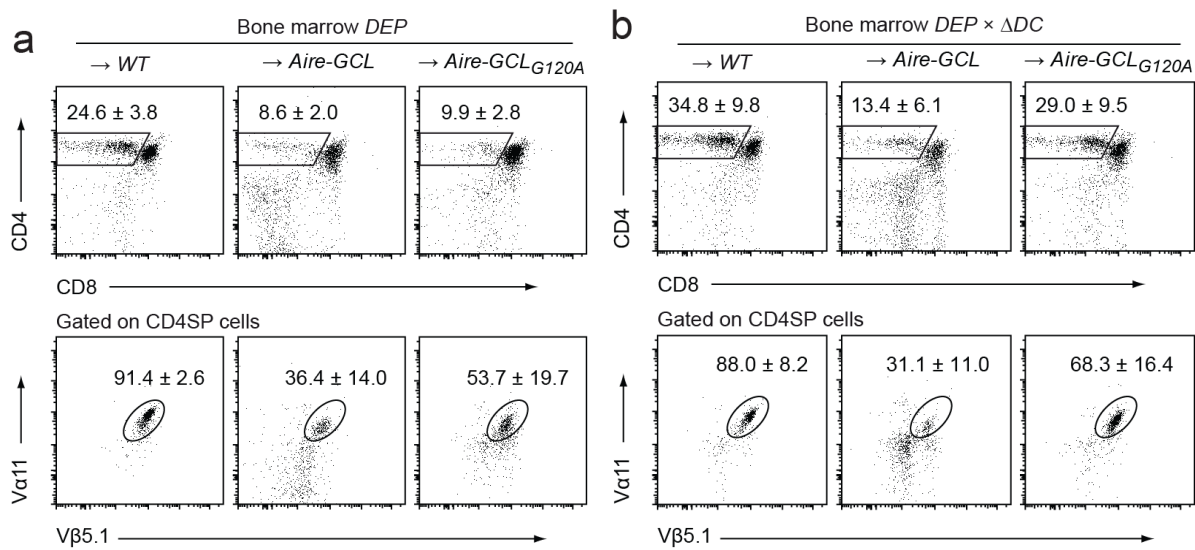 a
Bone marrow DEP
→ WT
→ Aire-GCL
→ Aire-GCL_G120A
24.6 ± 3.8
8.6 ± 2.0
9.9 ± 2.8
CD4
CD8
Gated on CD4SP cells
91.4 ± 2.6
36.4 ± 14.0
53.7 ± 19.7
Vα11
Vβ5.1
b
Bone marrow DEP × ΔDC
→ WT
→ Aire-GCL
→ Aire-GCL_G120A
34.8 ± 9.8
13.4 ± 6.1
29.0 ± 9.5
CD4
CD8
Gated on CD4SP cells
88.0 ± 8.2
31.1 ± 11.0
68.3 ± 16.4
Vα11
Vβ5.1